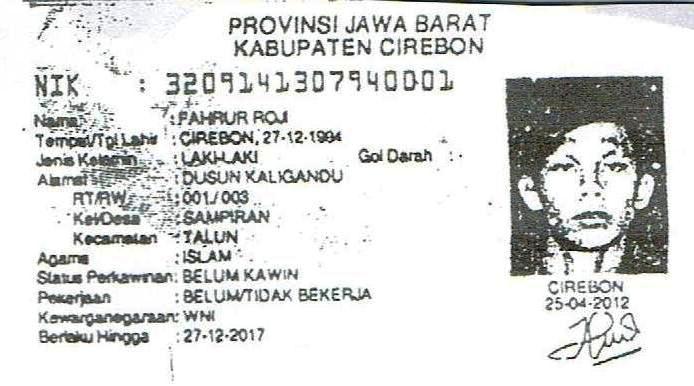 PROVINSI JAWA BARAT
KABUPATEN CIREBON
NIK : 3209141307940001
Nama : FAHRUR ROJI
Tempat/Tgl Lahir : CIREBON, 27-12-1994
Jenis Kelamin : LAKI-LAKI Gol Darah : -
Alamat : DUSUN KALIGANDU
RT/RW : 001/003
Kel/Desa : SAMPIRAN
Kecamatan : TALUN
Agama : ISLAM
Status Perkawinan : BELUM KAWIN
Pekerjaan : BELUM/TIDAK BEKERJA
Kewarganegaraan : WNI
Berlaku Hingga : 27-12-2017
CIREBON
25-04-2012